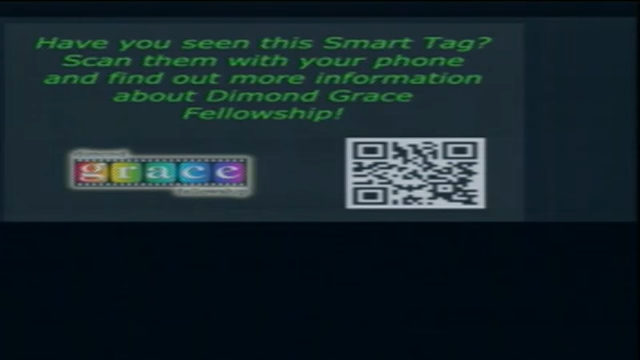 Have you seen this Smart Tag?
Scan them with your phone
and find out more information
about Dimond Grace
Fellowship!
grace